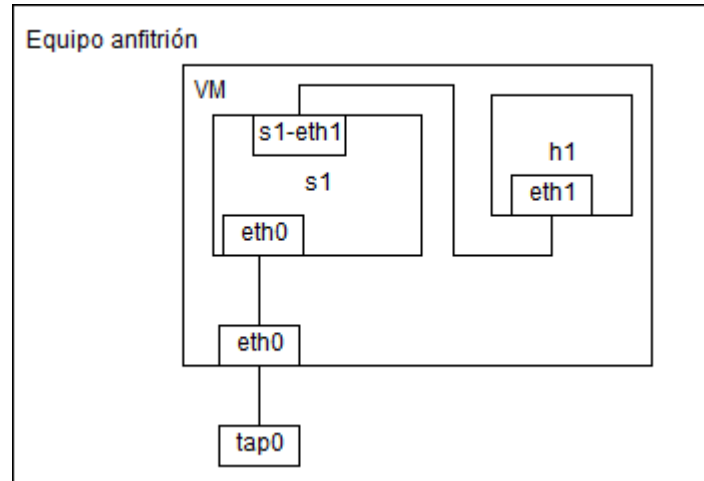 Equipo anfitrión
VM
s1-eth1
s1
h1
eth1
eth0
eth0
tap0